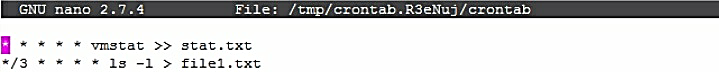 GNU nano 2.7.4 File: /tmp/crontab.R3eNuj/crontab
* * * * * vmstat >> stat.txt
*/3 * * * * ls -l > file1.txt